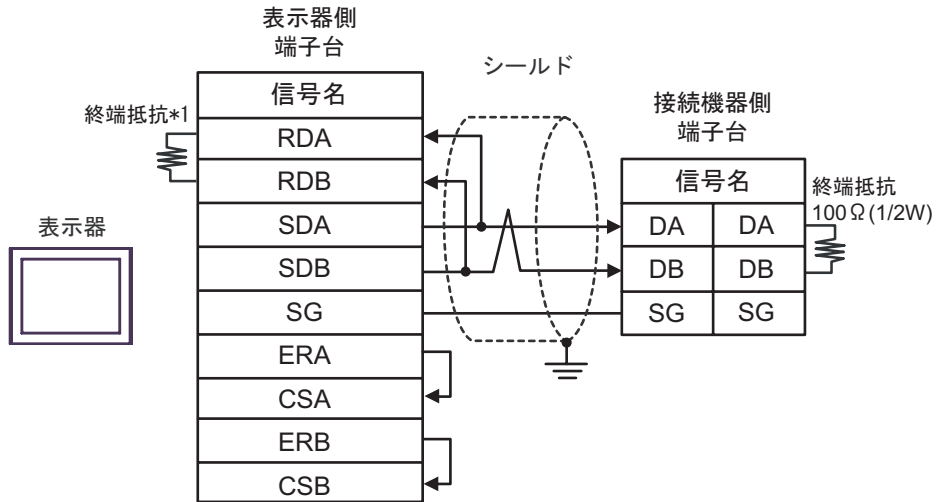 表示器側
端子台
シールド
信号名
終端抵抗*1
接続機器側
端子台
RDA
RDB
信号名
終端抵抗
100Ω(1/2W)
表示器
SDA
DA DA
SDB
DB DB
SG
SG SG
ERA
CSA
ERB
CSB